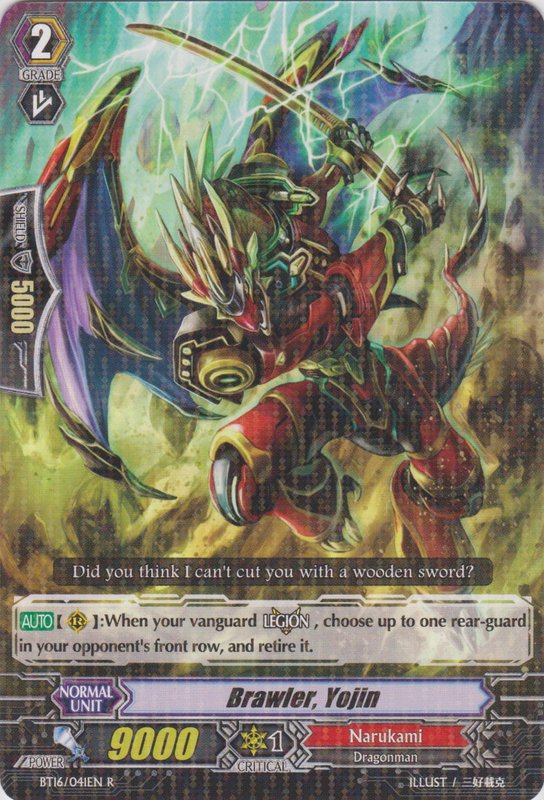 2
GRADE
SHIELD
5000
Did you think I can't cut you with a wooden sword?
AUTO【 R 】:When your vanguard LEGION , choose up to one rear-guard
in your opponent's front row, and retire it.
NORMAL
UNIT
Brawler, Yojin
POWER
9000
1
CRITICAL
Narukami
Dragonman
BT16/041EN R
ILLUST / 三好載克